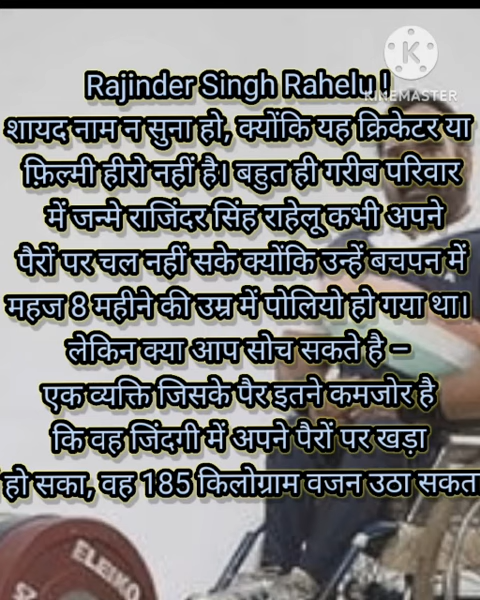 Rajinder Singh Rahelu !
KINEMASTER
शायद नाम न सुना हो, क्योंकि यह क्रिकेटर या
फ़िल्मी हीरो नहीं है। बहुत ही गरीब परिवार
में जन्मे राजिंदर सिंह राहेलू कभी अपने
पैरों पर चल नहीं सके क्योंकि उन्हें बचपन में
महज 8 महीने की उम्र में पोलियो हो गया था।
लेकिन क्या आप सोच सकते है –
एक व्यक्ति जिसके पैर इतने कमजोर है
कि वह जिंदगी में अपने पैरों पर खड़ा
हो सका, वह 185 किलोग्राम वजन उठा सकता
ELEIKO